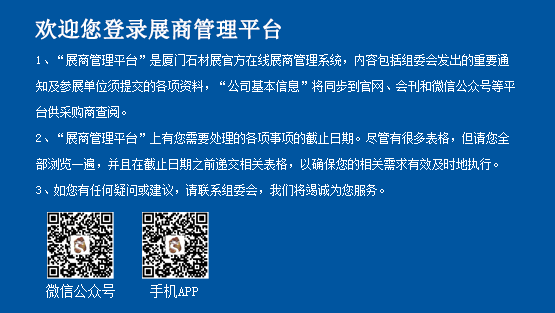 欢迎您登录展商管理平台
1、“展商管理平台”是厦门石材展官方在线展商管理系统，内容包括组委会发出的重要通
知及参展单位须提交的各项资料，“公司基本信息”将同步到官网、会刊和微信公众号等平
台供采购商查阅。
2、“展商管理平台”上有您需要处理的各项事项的截止日期。尽管有很多表格，但请您全
部浏览一遍，并且在截止日期之前递交相关表格，以确保您的相关需求有效及时地执行。
3、如您有任何疑问或建议，请联系组委会，我们将竭诚为您服务。
微信公众号 手机APP